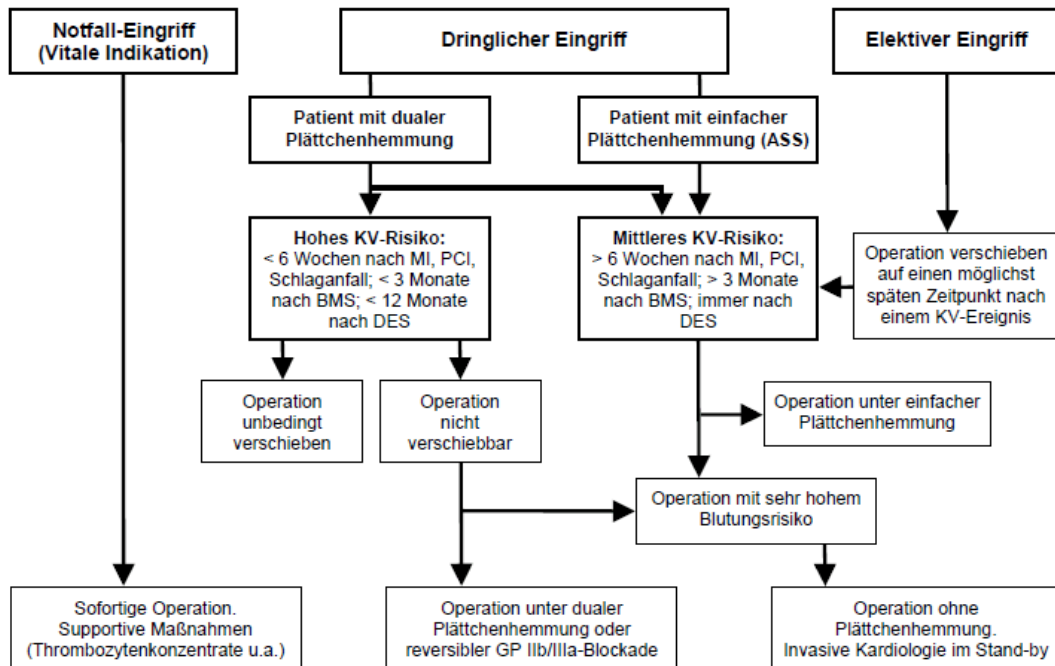 Notfall-Eingriff
(Vitale Indikation)
Dringlicher Eingriff
Elektiver Eingriff
Patient mit dualer
Plättchenhemmung
Patient mit einfacher
Plättchenhemmung (ASS)
Hohes KV-Risiko:
< 6 Wochen nach MI, PCI,
Schlaganfall; < 3 Monate
nach BMS; < 12 Monate
nach DES
Mittleres KV-Risiko:
> 6 Wochen nach MI, PCI,
Schlaganfall; > 3 Monate
nach BMS; immer nach
DES
Operation verschieben
auf einen möglichst
späten Zeitpunkt nach
einem KV-Ereignis
Operation
unbedingt
verschieben
Operation
nicht
verschiebbar
Operation unter einfacher
Plättchenhemmung
Operation mit sehr hohem
Blutungsrisiko
Sofortige Operation.
Supportive Maßnahmen
(Thrombozytenkonzentrate u.a.)
Operation unter dualer
Plättchenhemmung oder
reversibler GP IIb/IIIa-Blockade
Operation ohne
Plättchenhemmung.
Invasive Kardiologie im Stand-by